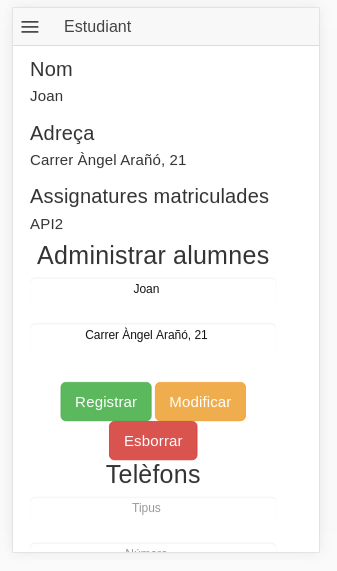 Estudiant
Nom
Joan
Adreça
Carrer Àngel Arañó, 21
Assignatures matriculades
API2
Administrar alumnes
Joan
Carrer Àngel Arañó, 21
Registrar Modificar
Esborrar
Telèfons
Tipus
Número